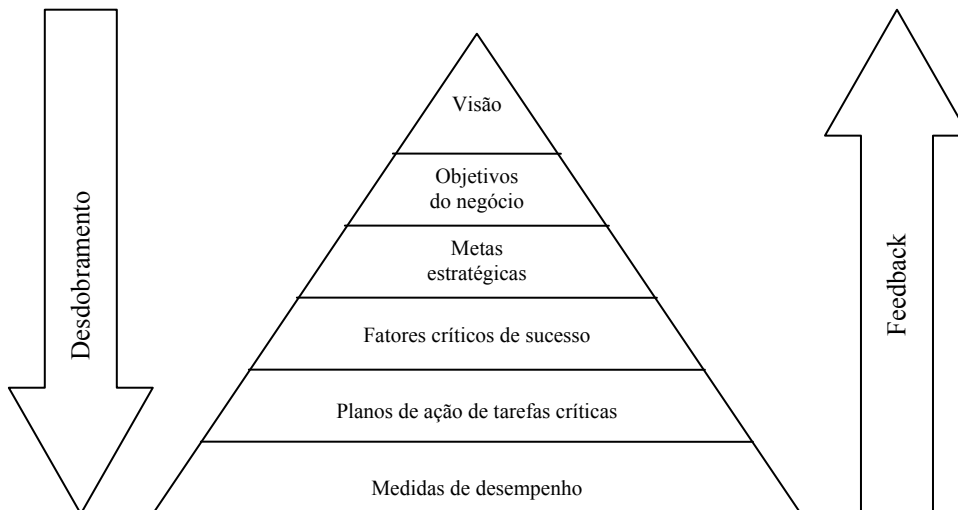 Desdobramento
Visão
Objetivos
do negócio
Metas
estratégicas
Fatores críticos de sucesso
Planos de ação de tarefas críticas
Medidas de desempenho
Feedback